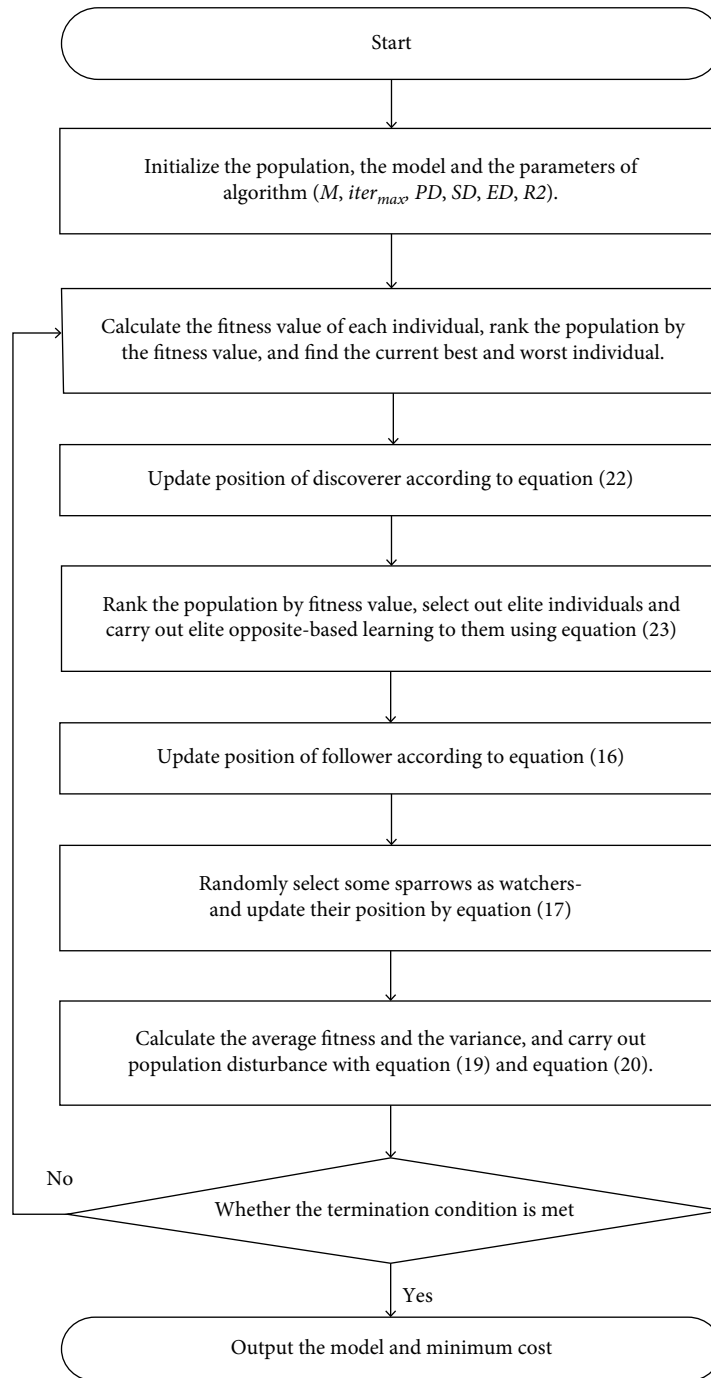 Start
Initialize the population, the model and the parameters of
algorithm (M, iter_max, PD, SD, ED, R2).
Calculate the fitness value of each individual, rank the population by
the fitness value, and find the current best and worst individual.
Update position of discoverer according to equation (22)
Rank the population by fitness value, select out elite individuals and
carry out elite opposite-based learning to them using equation (23)
Update position of follower according to equation (16)
Randomly select some sparrows as watchers-
and update their position by equation (17)
Calculate the average fitness and the variance, and carry out
population disturbance with equation (19) and equation (20).
No
Whether the termination condition is met
Yes
Output the model and minimum cost